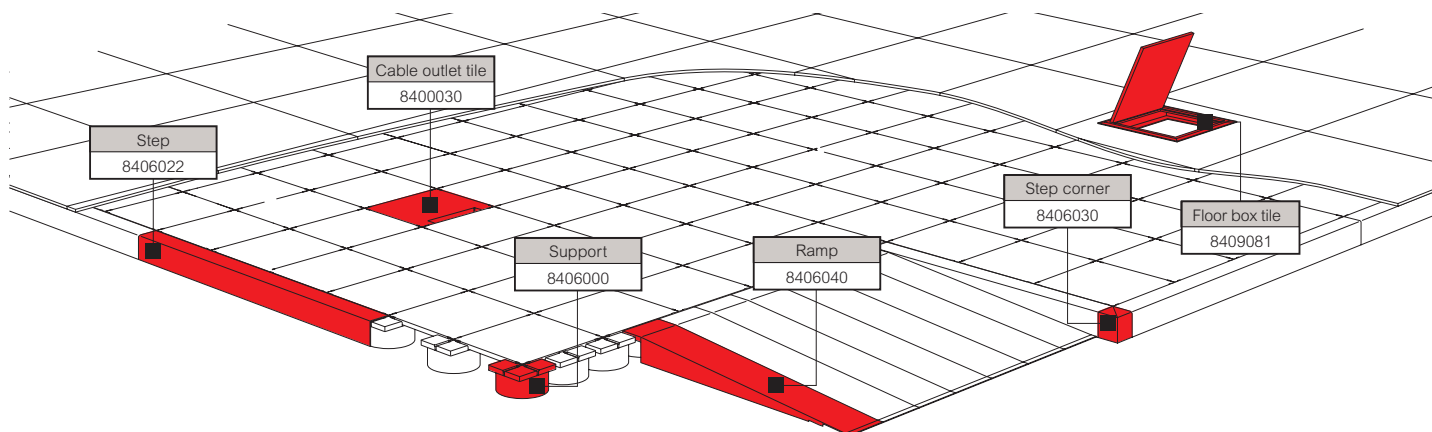 Cable outlet tile
8400030
Step
8406022
Step corner
8406030
Floor box tile
8409081
Support
8406000
Ramp
8406040